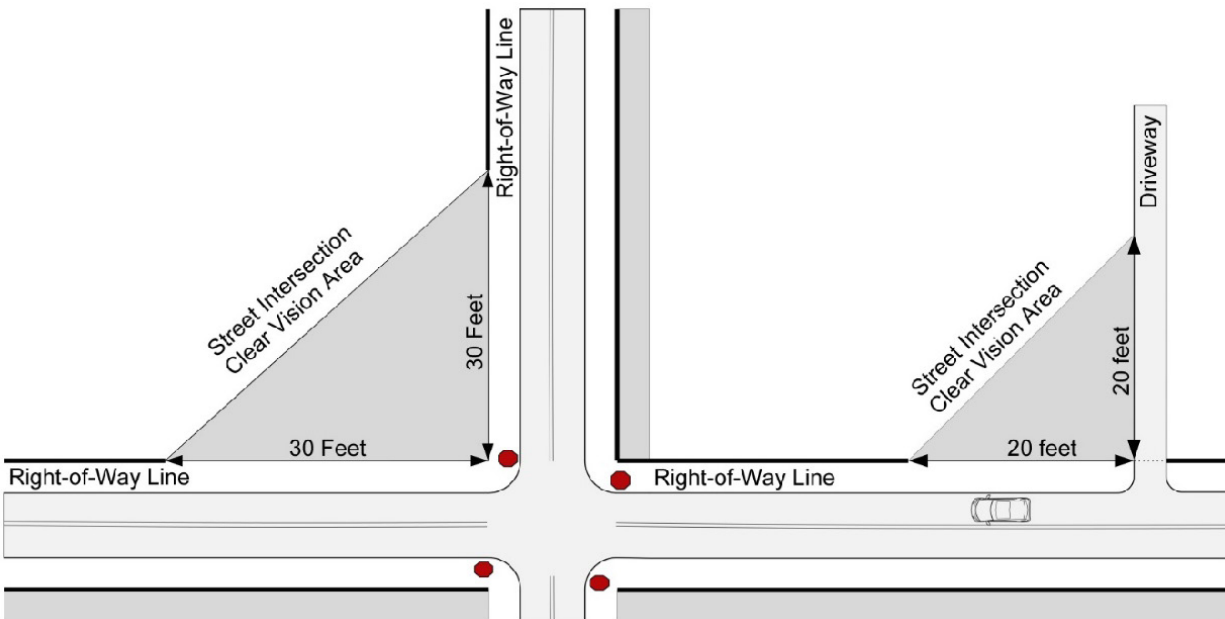 Right-of-Way Line
Driveway
Street Intersection
Clear Vision Area
30 Feet
30 Feet
Right-of-Way Line
Street Intersection
Clear Vision Area
20 feet
20 feet
Right-of-Way Line